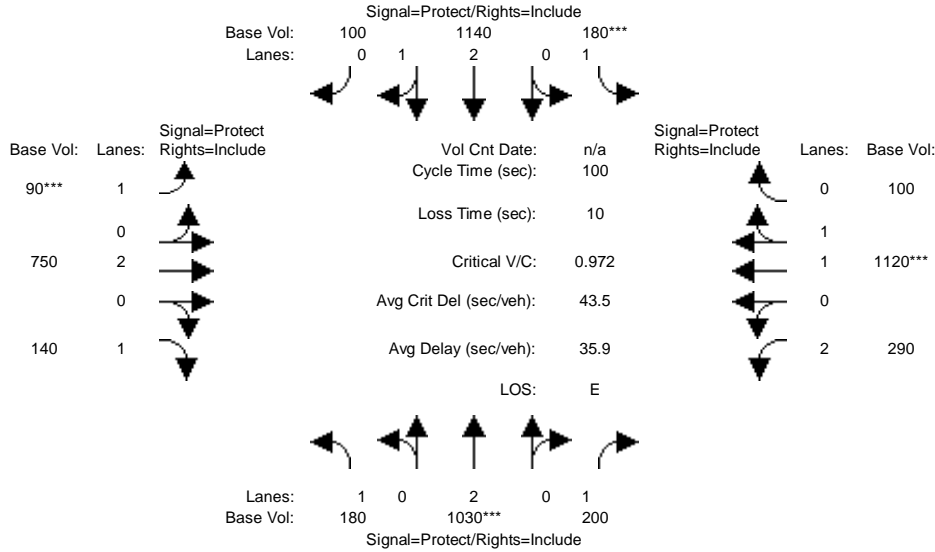 Signal=Protect/Rights=Include
Base Vol: 100 1140 180***
Lanes: 0 1 2 0 1
Signal=Protect
Base Vol: Lanes: Rights=Include
Vol Cnt Date: n/a
Signal=Protect
Rights=Include Lanes: Base Vol:
Cycle Time (sec): 100
90*** 1
0 100
Loss Time (sec): 10
0
1
750 2
Critical V/C: 0.972
1 1120***
0
Avg Crit Del (sec/veh): 43.5
0
140 1
Avg Delay (sec/veh): 35.9
2 290
LOS: E
Lanes: 1 0 2 0 1
Base Vol: 180 1030*** 200
Signal=Protect/Rights=Include